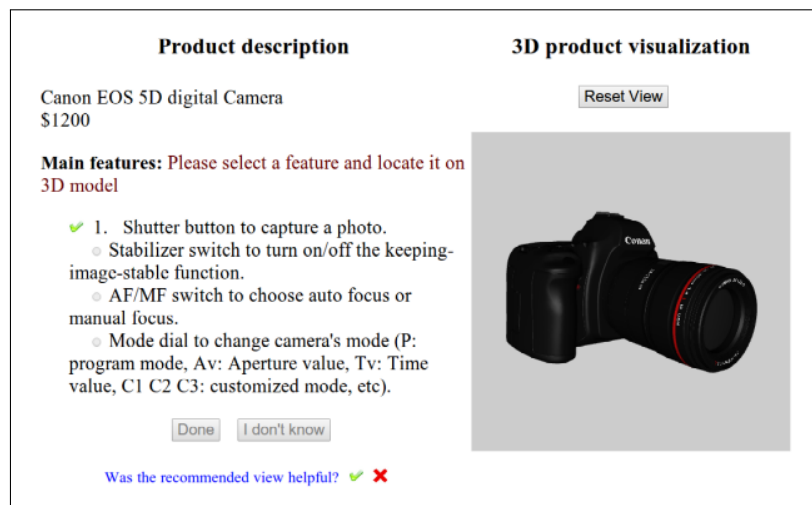 Product description
Canon EOS 5D digital Camera
$1200
Main features: Please select a feature and locate it on
3D model
1. Shutter button to capture a photo.
Stabilizer switch to turn on/off the keeping-
image-stable function.
AF/MF switch to choose auto focus or
manual focus.
Mode dial to change camera's mode (P:
program mode, Av: Aperture value, Tv: Time
value, C1 C2 C3: customized mode, etc).
Done I don't know
Was the recommended view helpful?
3D product visualization
Reset View
Conan